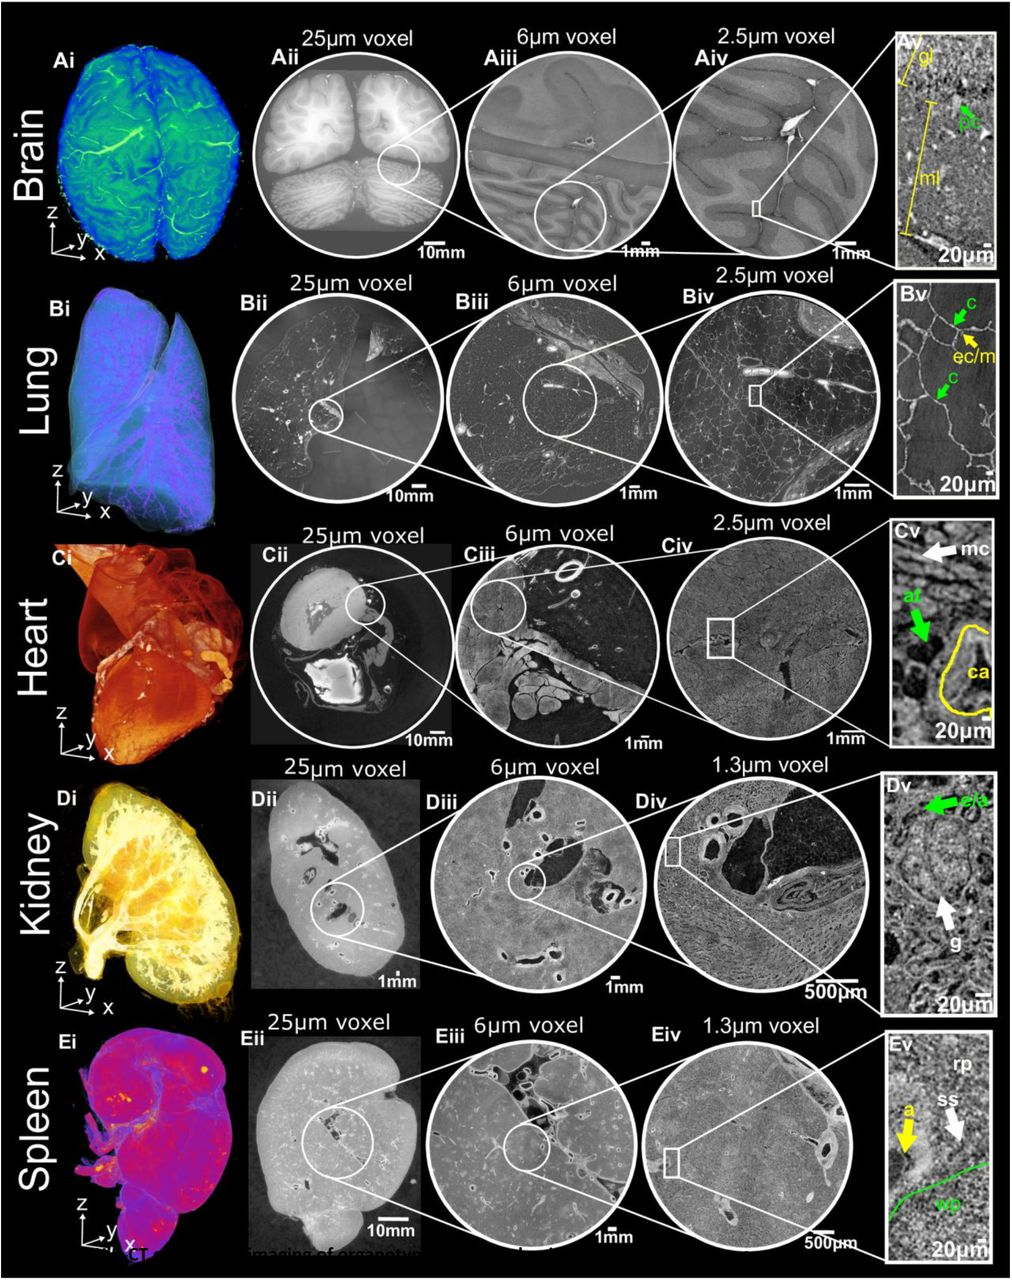 Brain
Ai
z
y
x
25µm voxel
Aii
10mm
6µm voxel
Aiii
1mm
2.5µm voxel
Aiv
1mm
Av
gl
pc
ml
20µm
Lung
Bi
z
y
x
25µm voxel
Bii
10mm
6µm voxel
Biii
1mm
2.5µm voxel
Biv
1mm
Bv
c
ec/m
c
20µm
Heart
Ci
z
y
x
25µm voxel
Cii
10mm
6µm voxel
Ciii
1mm
2.5µm voxel
Civ
1mm
Cv
mc
at
ca
20µm
Kidney
Di
z
y
x
25µm voxel
Dii
1mm
6µm voxel
Diii
1mm
1.3µm voxel
Div
500µm
Dv
e/a
g
20µm
Spleen
Ei
z
y
x
25µm voxel
Eii
10mm
6µm voxel
Eiii
1mm
1.3µm voxel
Eiv
500µm
Ev
rp
ss
a
wp
20µm
CT imaging of